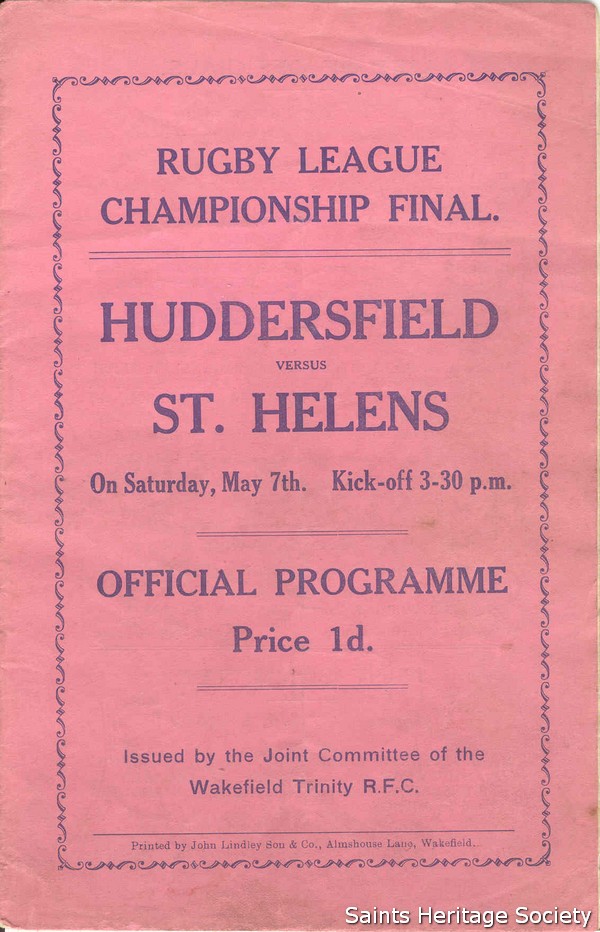 RUGBY LEAGUE
CHAMPIONSHIP FINAL.
HUDDERSFIELD
VERSUS
ST. HELENS
On Saturday, May 7th. Kick-off 3-30 p.m.
OFFICIAL PROGRAMME
Price 1d.
Issued by the Joint Committee of the
Wakefield Trinity R.F.C.
Printed by John Lindley Son & Co., Almshouse Lane, Wakefield.
Saints Heritage Society